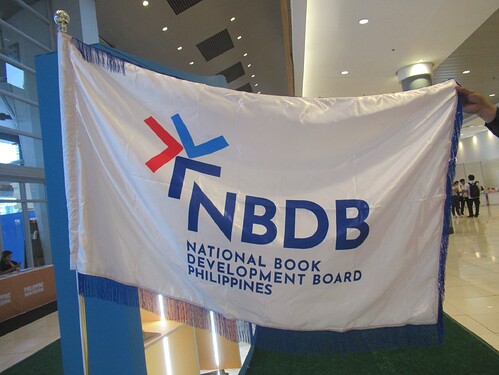 NBDB
NATIONAL BOOK
DEVELOPMENT BOARD
PHILIPPINES